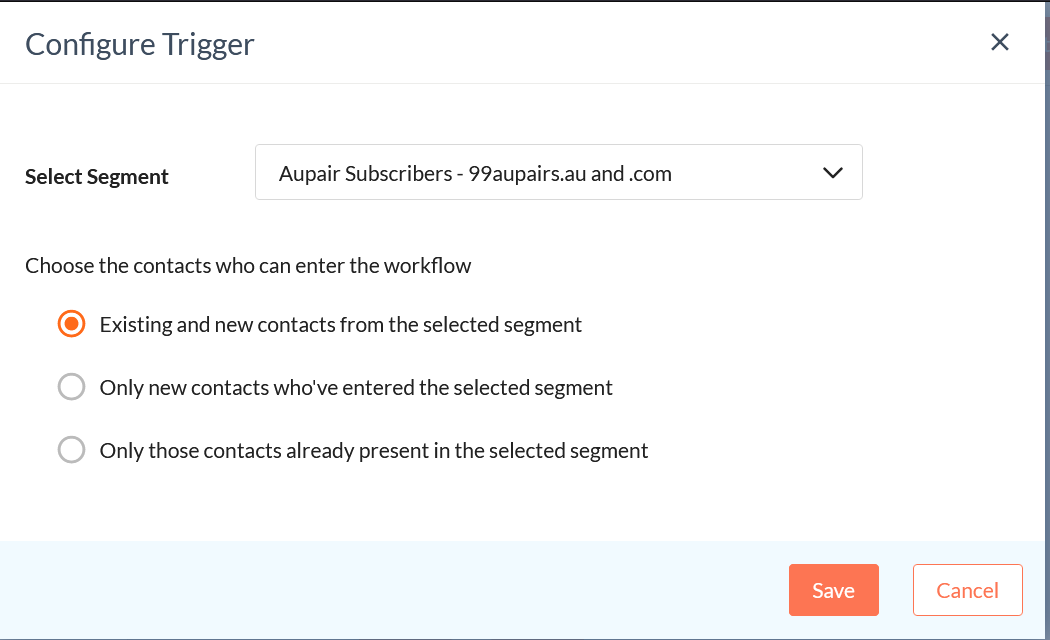 Configure Trigger
Select Segment
Aupair Subscribers - 99aupairs.au and .com
Choose the contacts who can enter the workflow
Existing and new contacts from the selected segment
Only new contacts who've entered the selected segment
Only those contacts already present in the selected segment
Save
Cancel